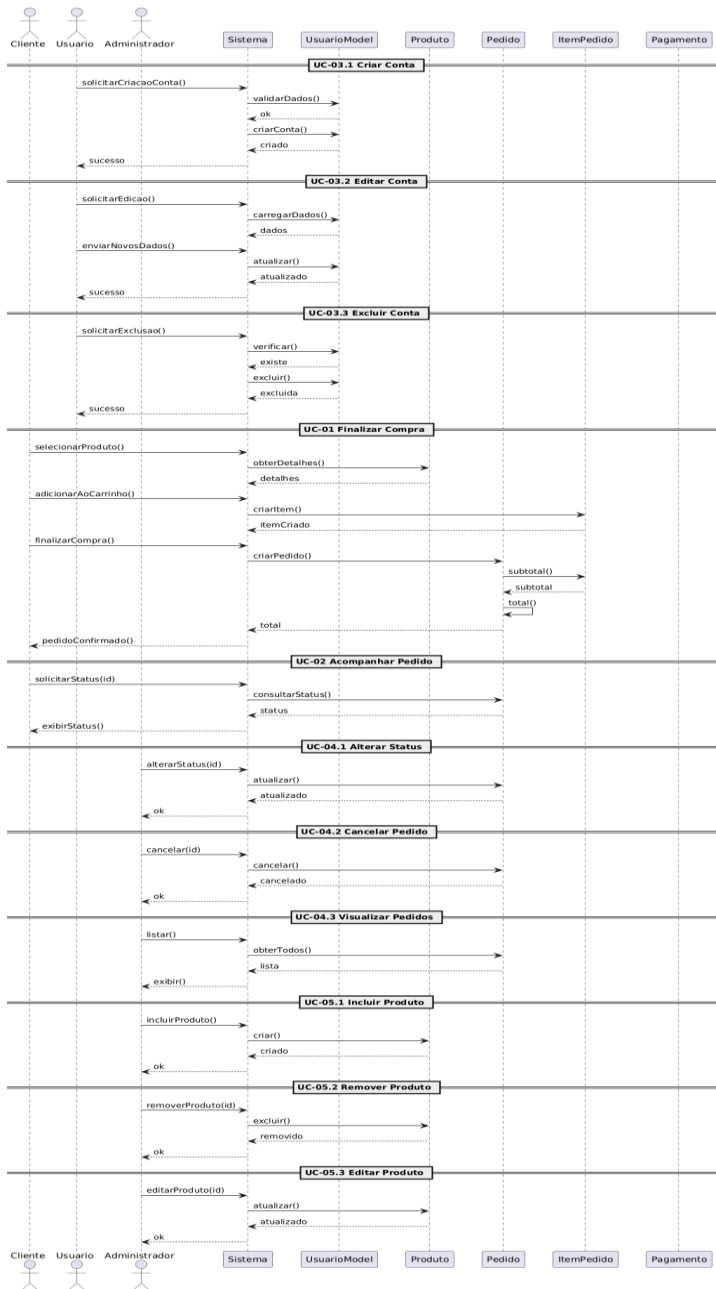 Cliente Usuario Administrador Sistema UsuarioModel Produto Pedido ItemPedido Pagamento
UC-03.1 Criar Conta
solicitarCriacaoConta()
validarDados()
ok
criarConta()
criado
sucesso
UC-03.2 Editar Conta
solicitarEdicao()
carregarDados()
dados
enviarNovosDados()
atualizar()
atualizado
sucesso
UC-03.3 Excluir Conta
solicitarExclusao()
verificar()
existe
excluir()
excluida
sucesso
UC-01 Finalizar Compra
selecionarProduto()
obterDetalhes()
detalhes
adicionarAoCarrinho()
criarItem()
itemCriado
finalizarCompra()
criarPedido()
subtotal()
subtotal
total()
total
pedidoConfirmado()
UC-02 Acompanhar Pedido
solicitarStatus(id)
consultarStatus()
status
exibirStatus()
UC-04.1 Alterar Status
alterarStatus(id)
atualizar()
atualizado
ok
UC-04.2 Cancelar Pedido
cancelar(id)
cancelar()
cancelado
ok
UC-04.3 Visualizar Pedidos
listar()
obterTodos()
lista
exibir()
UC-05.1 Incluir Produto
incluirProduto()
criar()
criado
ok
UC-05.2 Remover Produto
removerProduto(id)
excluir()
removido
ok
UC-05.3 Editar Produto
editarProduto(id)
atualizar()
atualizado
ok
Cliente Usuario Administrador Sistema UsuarioModel Produto Pedido ItemPedido Pagamento